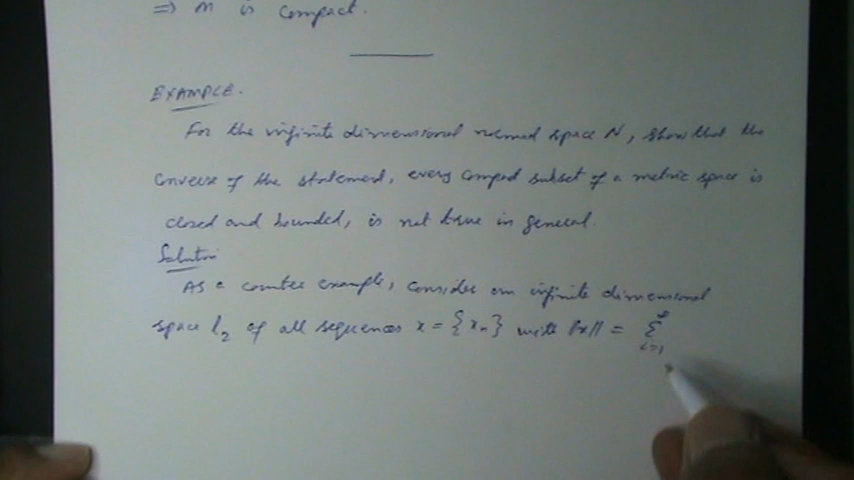 => M is compact.
EXAMPLE.
For the infinite dimensional normed space N, show that the
converse of the statement, every compact subset of a metric space is
closed and bounded, is not true in general.
Solution
As a counter example, consider an infinite dimensional
space l₂ of all sequences x = {xₙ} with ‖x‖ = ∑_{i=1}^{∞}